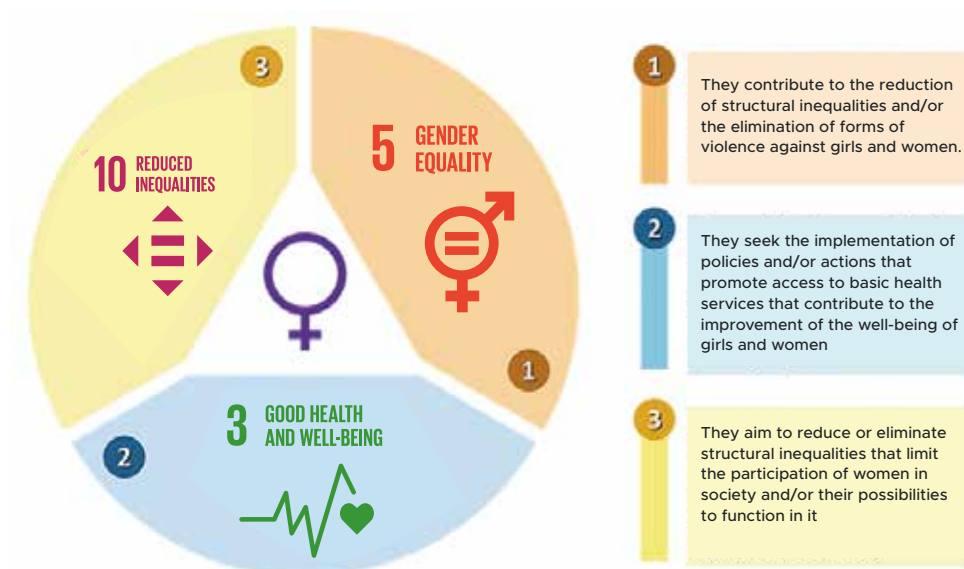 3
10 REDUCED
INEQUALITIES
5 GENDER
EQUALITY
1
3 GOOD HEALTH
AND WELL-BEING
2
1
They contribute to the reduction
of structural inequalities and/or
the elimination of forms of
violence against girls and women.
2
They seek the implementation of
policies and/or actions that
promote access to basic health
services that contribute to the
improvement of the well-being of
girls and women
3
They aim to reduce or eliminate
structural inequalities that limit
the participation of women in
society and/or their possibilities
to function in it